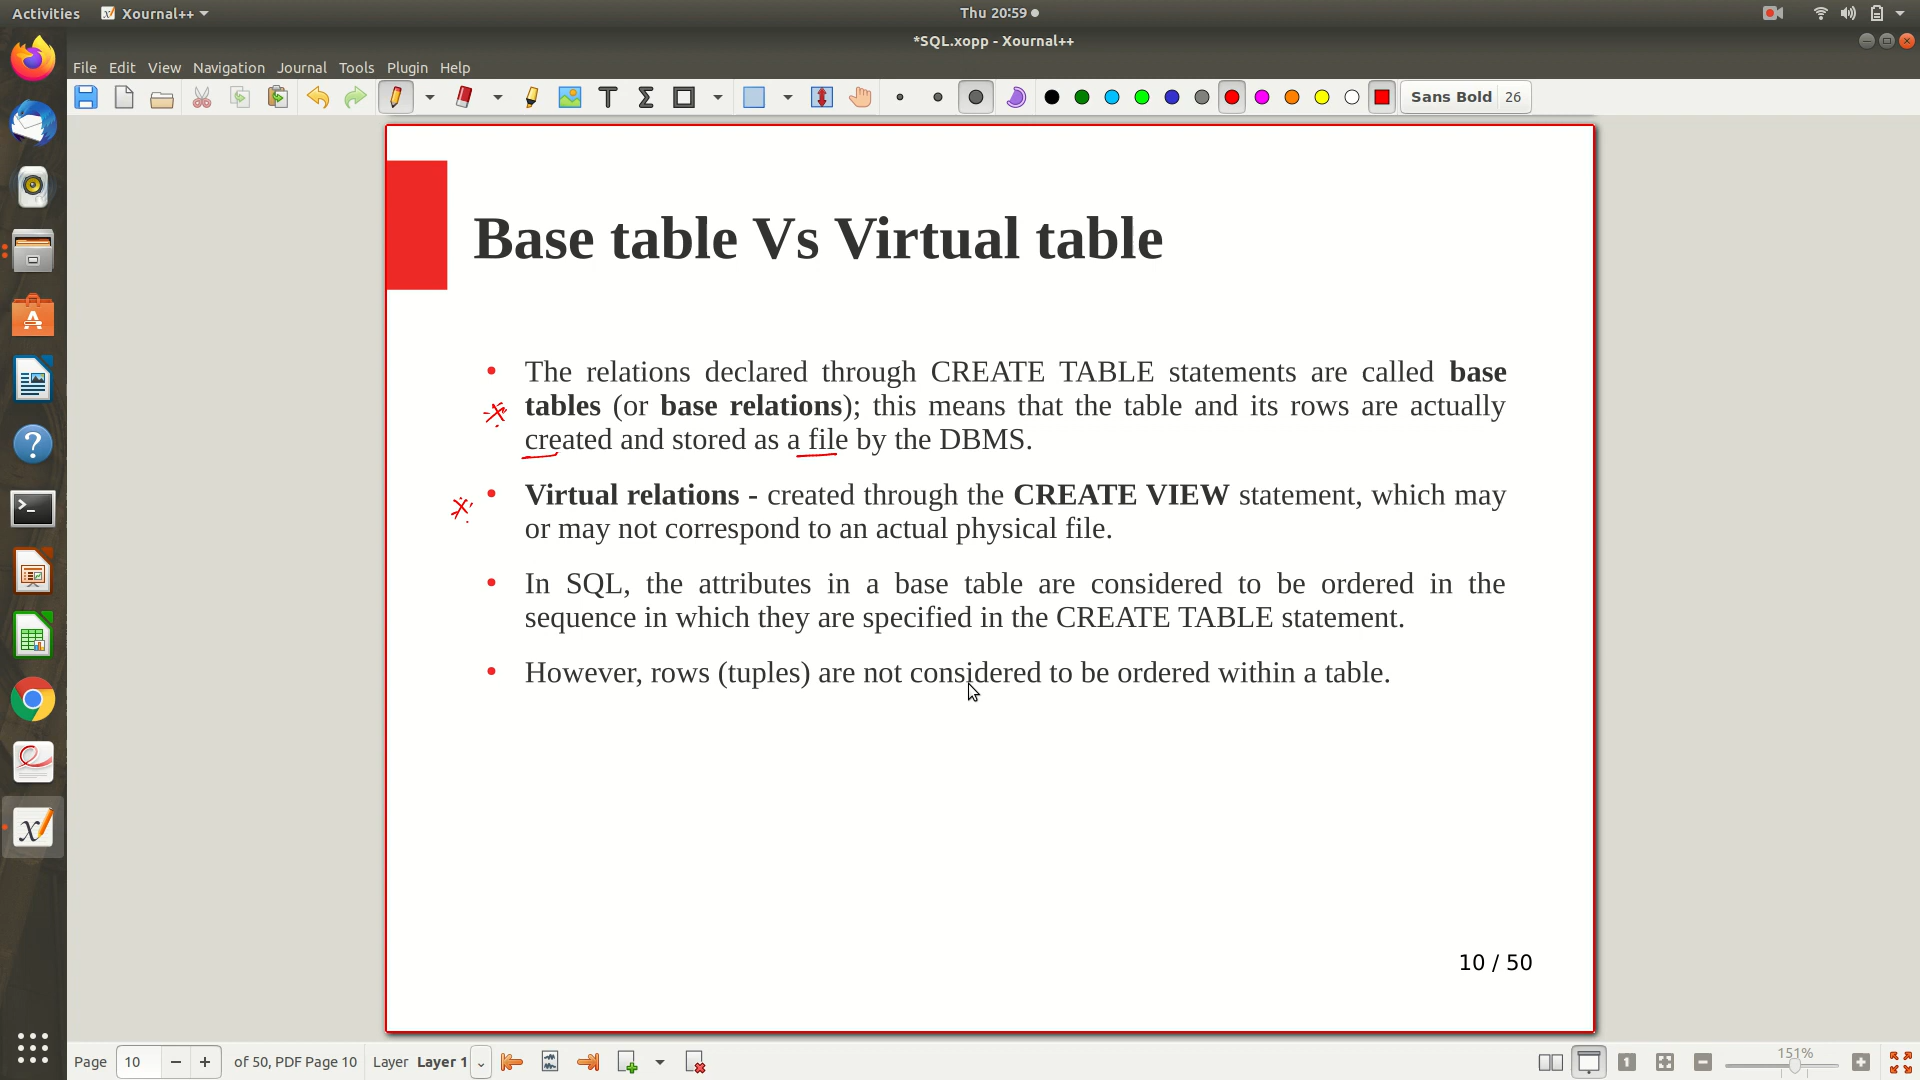 Activities Xournal++ Thu 20:59
*SQL.xopp - Xournal++
File Edit View Navigation Journal Tools Plugin Help
Sans Bold 26
Base table Vs Virtual table
• The relations declared through CREATE TABLE statements are called base
tables (or base relations); this means that the table and its rows are actually
created and stored as a file by the DBMS.
• Virtual relations - created through the CREATE VIEW statement, which may
or may not correspond to an actual physical file.
• In SQL, the attributes in a base table are considered to be ordered in the
sequence in which they are specified in the CREATE TABLE statement.
• However, rows (tuples) are not considered to be ordered within a table.
10 / 50
Page 10 of 50, PDF Page 10 Layer Layer 1 151%